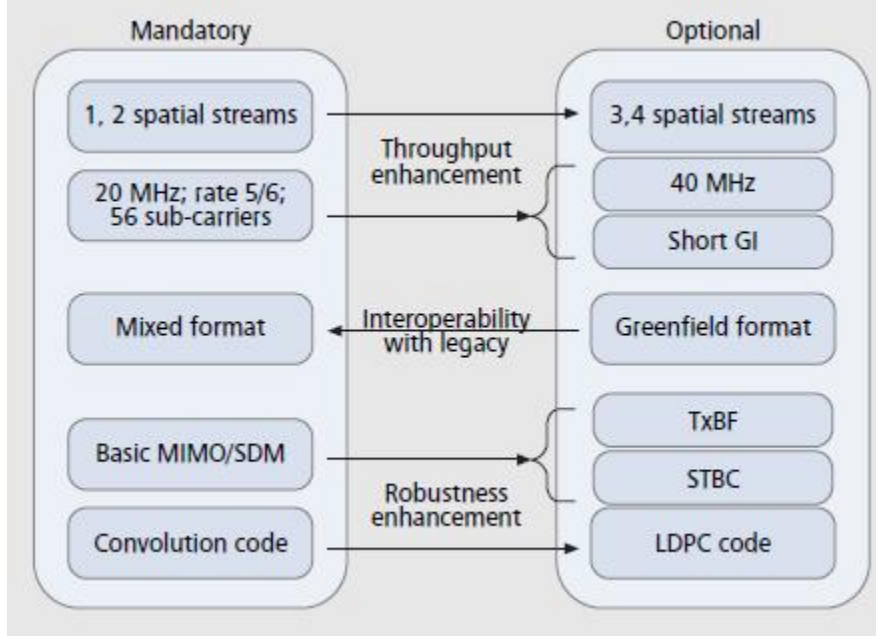 Mandatory
Optional
1, 2 spatial streams
3,4 spatial streams
Throughput
enhancement
20 MHz; rate 5/6;
56 sub-carriers
40 MHz
Short GI
Mixed format
Interoperability
with legacy
Greenfield format
Basic MIMO/SDM
TxBF
STBC
Robustness
enhancement
Convolution code
LDPC code